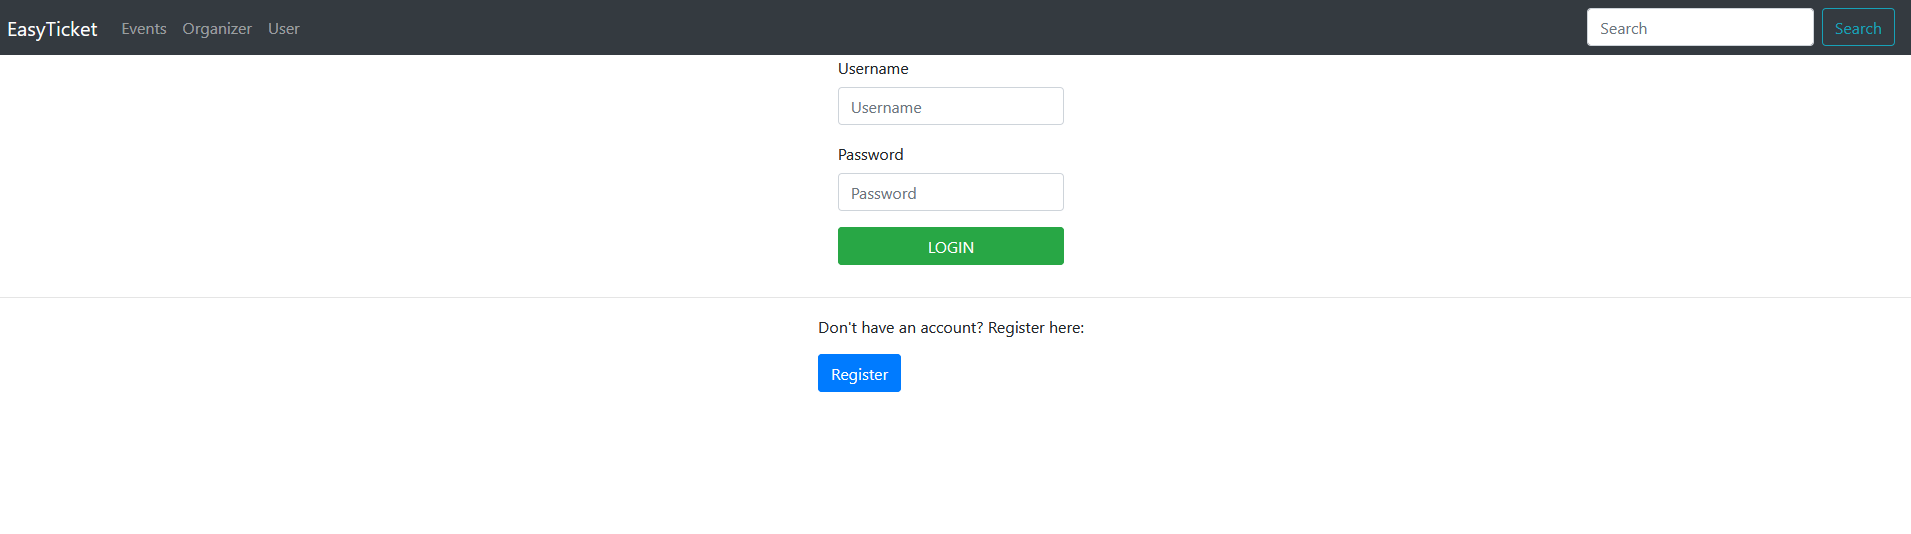 EasyTicket Events Organizer User Search Search
Username
Username
Password
Password
LOGIN
Don't have an account? Register here:
Register